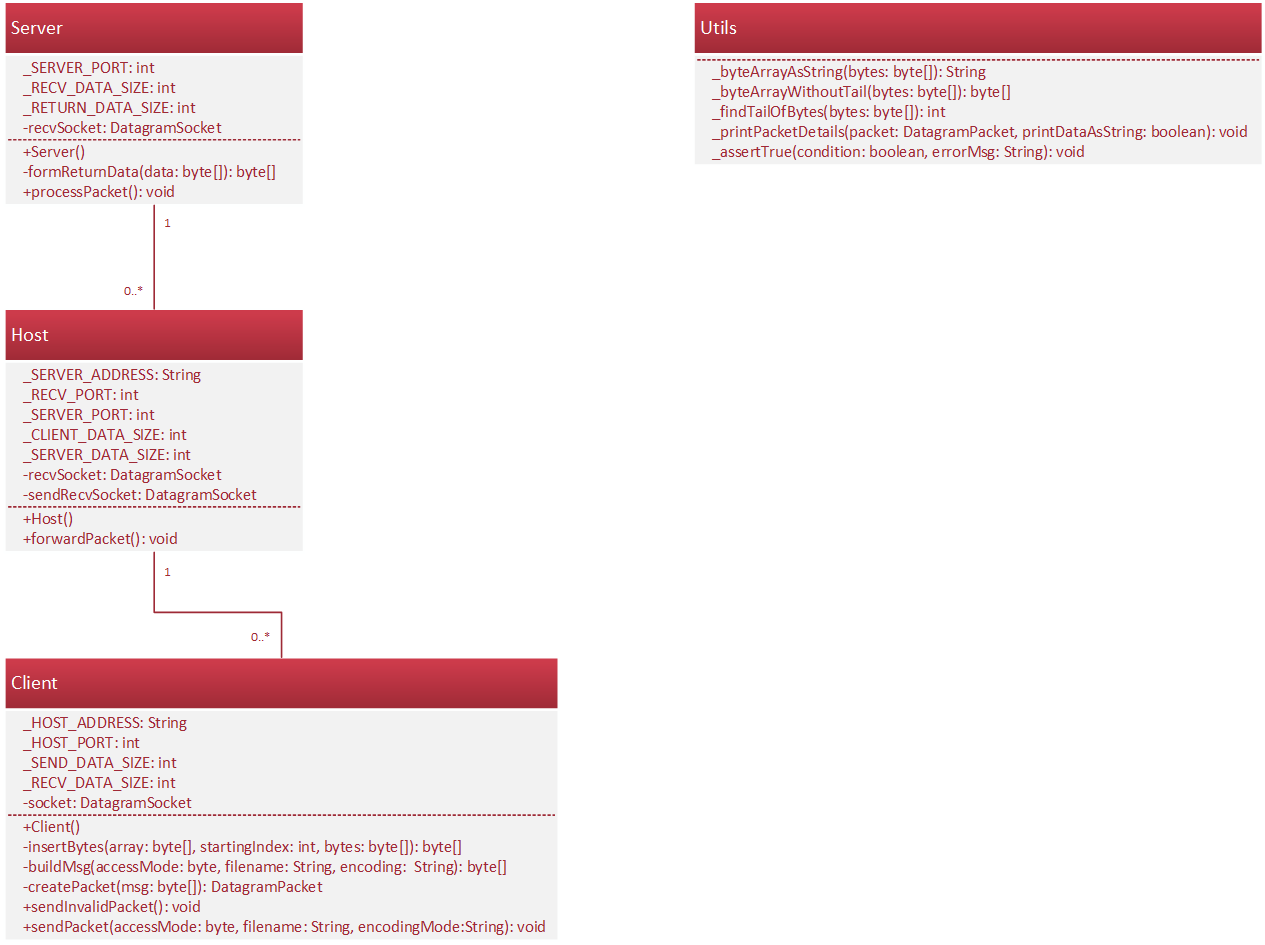 Server
_SERVER_PORT: int
_RECV_DATA_SIZE: int
_RETURN_DATA_SIZE: int
-recvSocket: DatagramSocket
+Server()
-formReturnData(data: byte[]): byte[]
+processPacket(): void
1
0..*
Host
_SERVER_ADDRESS: String
_RECV_PORT: int
_SERVER_PORT: int
_CLIENT_DATA_SIZE: int
_SERVER_DATA_SIZE: int
-recvSocket: DatagramSocket
-sendRecvSocket: DatagramSocket
+Host()
+forwardPacket(): void
1
0..*
Client
_HOST_ADDRESS: String
_HOST_PORT: int
_SEND_DATA_SIZE: int
_RECV_DATA_SIZE: int
-socket: DatagramSocket
+Client()
-insertBytes(array: byte[], startingIndex: int, bytes: byte[]): byte[]
-buildMsg(accessMode: byte, filename: String, encoding:  String): byte[]
-createPacket(msg: byte[]): DatagramPacket
+sendInvalidPacket(): void
+sendPacket(accessMode: byte, filename: String, encodingMode:String): void
Utils
_byteArrayAsString(bytes: byte[]): String
_byteArrayWithoutTail(bytes: byte[]): byte[]
_findTailOfBytes(bytes: byte[]): int
_printPacketDetails(packet: DatagramPacket, printDataAsString: boolean): void
_assertTrue(condition: boolean, errorMsg: String): void